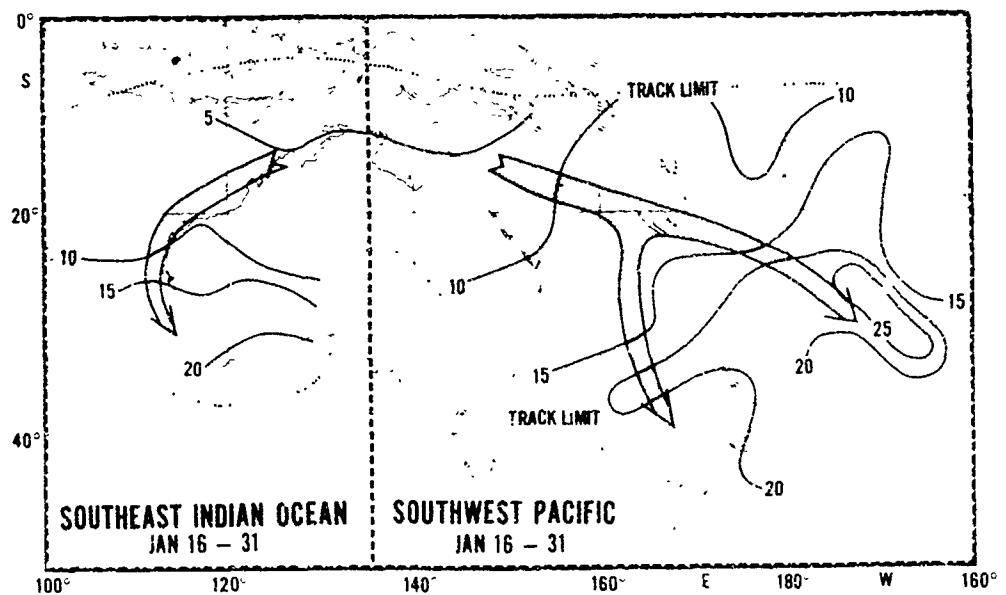 0°
S
TRACK LIMIT
10
5
20°
10
15
10
15
25
20
15
20
TRACK LIMIT
40°
20
SOUTHEAST INDIAN OCEAN
JAN 16 – 31
SOUTHWEST PACIFIC
JAN 16 – 31
100° 120° 140° 160° E 180° W 160°